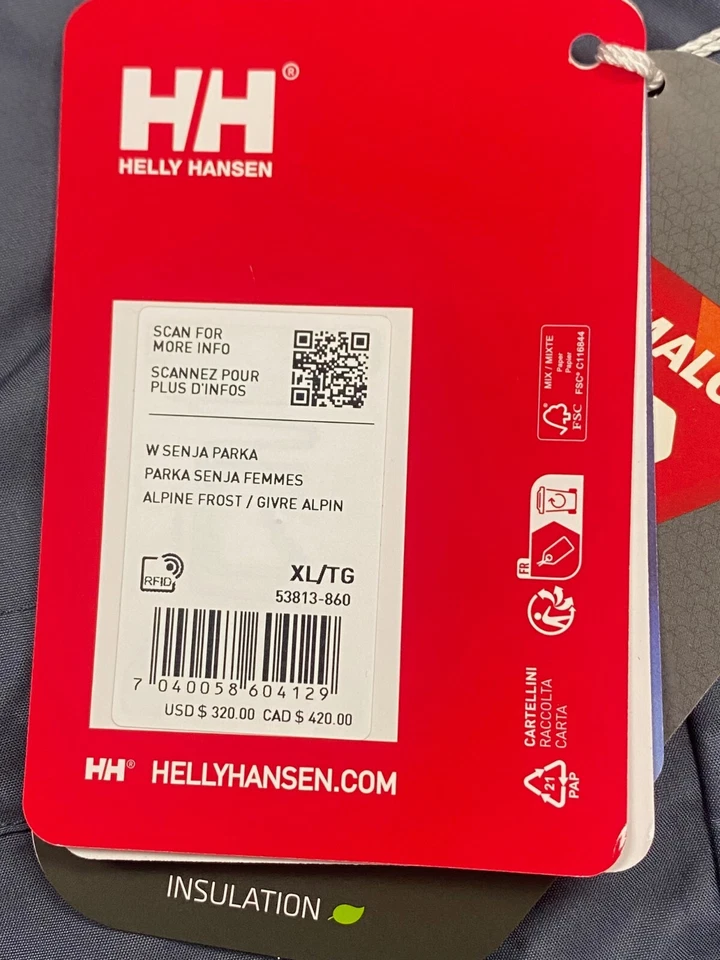 HH®
HELLY HANSEN
SCAN FOR
MORE INFO
SCANNEZ POUR
PLUS D'INFOS
W SENJA PARKA
PARKA SENJA FEMMES
ALPINE FROST / GIVRE ALPIN
RFID
XL/TG
53813-860
7 040058 604129
USD $ 320.00 CAD $ 420.00
HH® HELLYHANSEN.COM
MIX / MIXTE
Paper
Papier
FSC® C116844
FSC
FR
CARTELLINI
RACCOLTA
CARTA
21
PAP
INSULATION